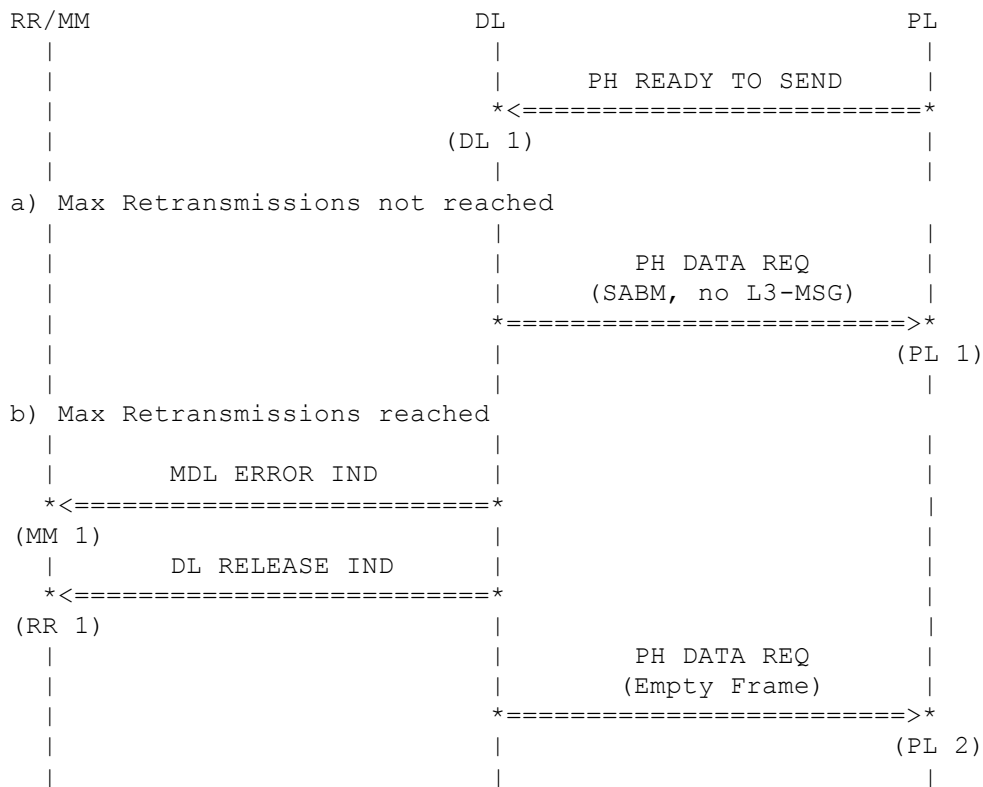 RR/MM DL PL
| | |
| | PH READY TO SEND |
| *<==========================*
| (DL 1) |
| | |
a) Max Retransmissions not reached
| | |
| | PH DATA REQ |
| | (SABM, no L3-MSG) |
| *=========================>*
| | (PL 1)
| | |
b) Max Retransmissions reached
| | |
| MDL ERROR IND | |
*<==========================* |
(MM 1) | |
| DL RELEASE IND | |
*<==========================* |
(RR 1) | |
| | PH DATA REQ |
| | (Empty Frame) |
| *=========================>*
| | (PL 2)
| | |